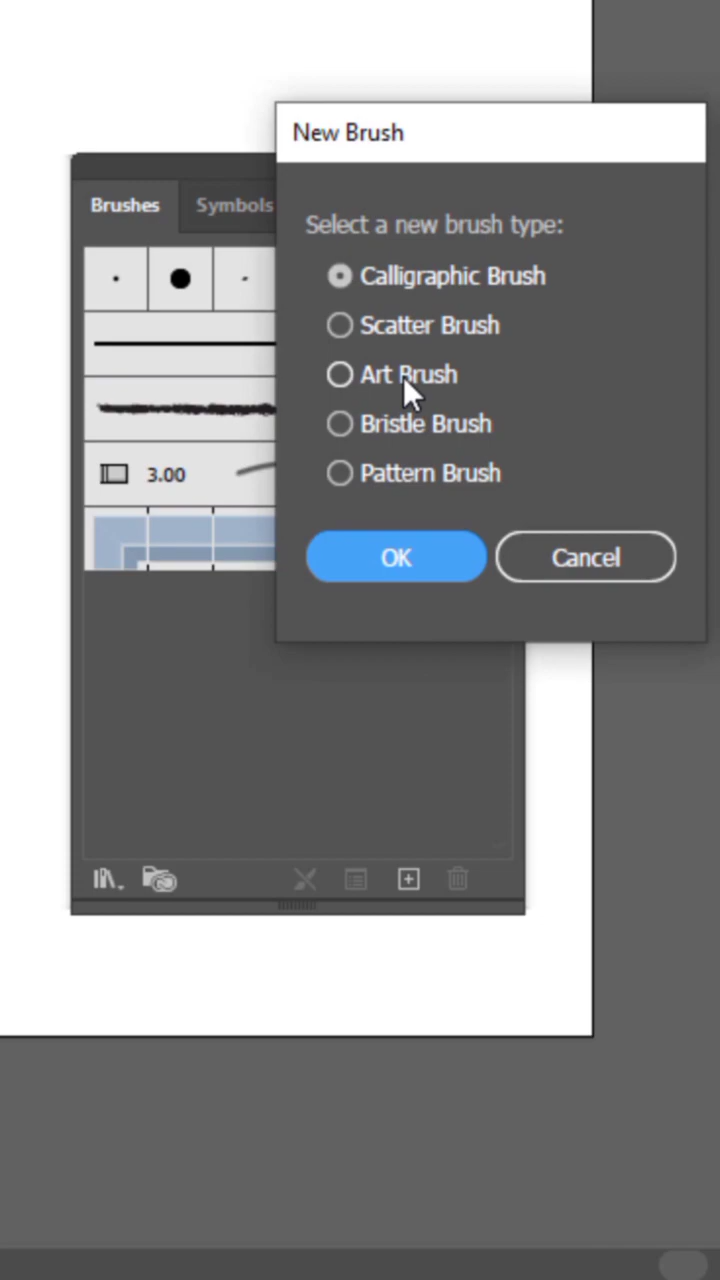 New Brush
Brushes
Symbols
Select a new brush type:
Calligraphic Brush
Scatter Brush
Art Brush
Bristle Brush
3.00
Pattern Brush
OK
Cancel